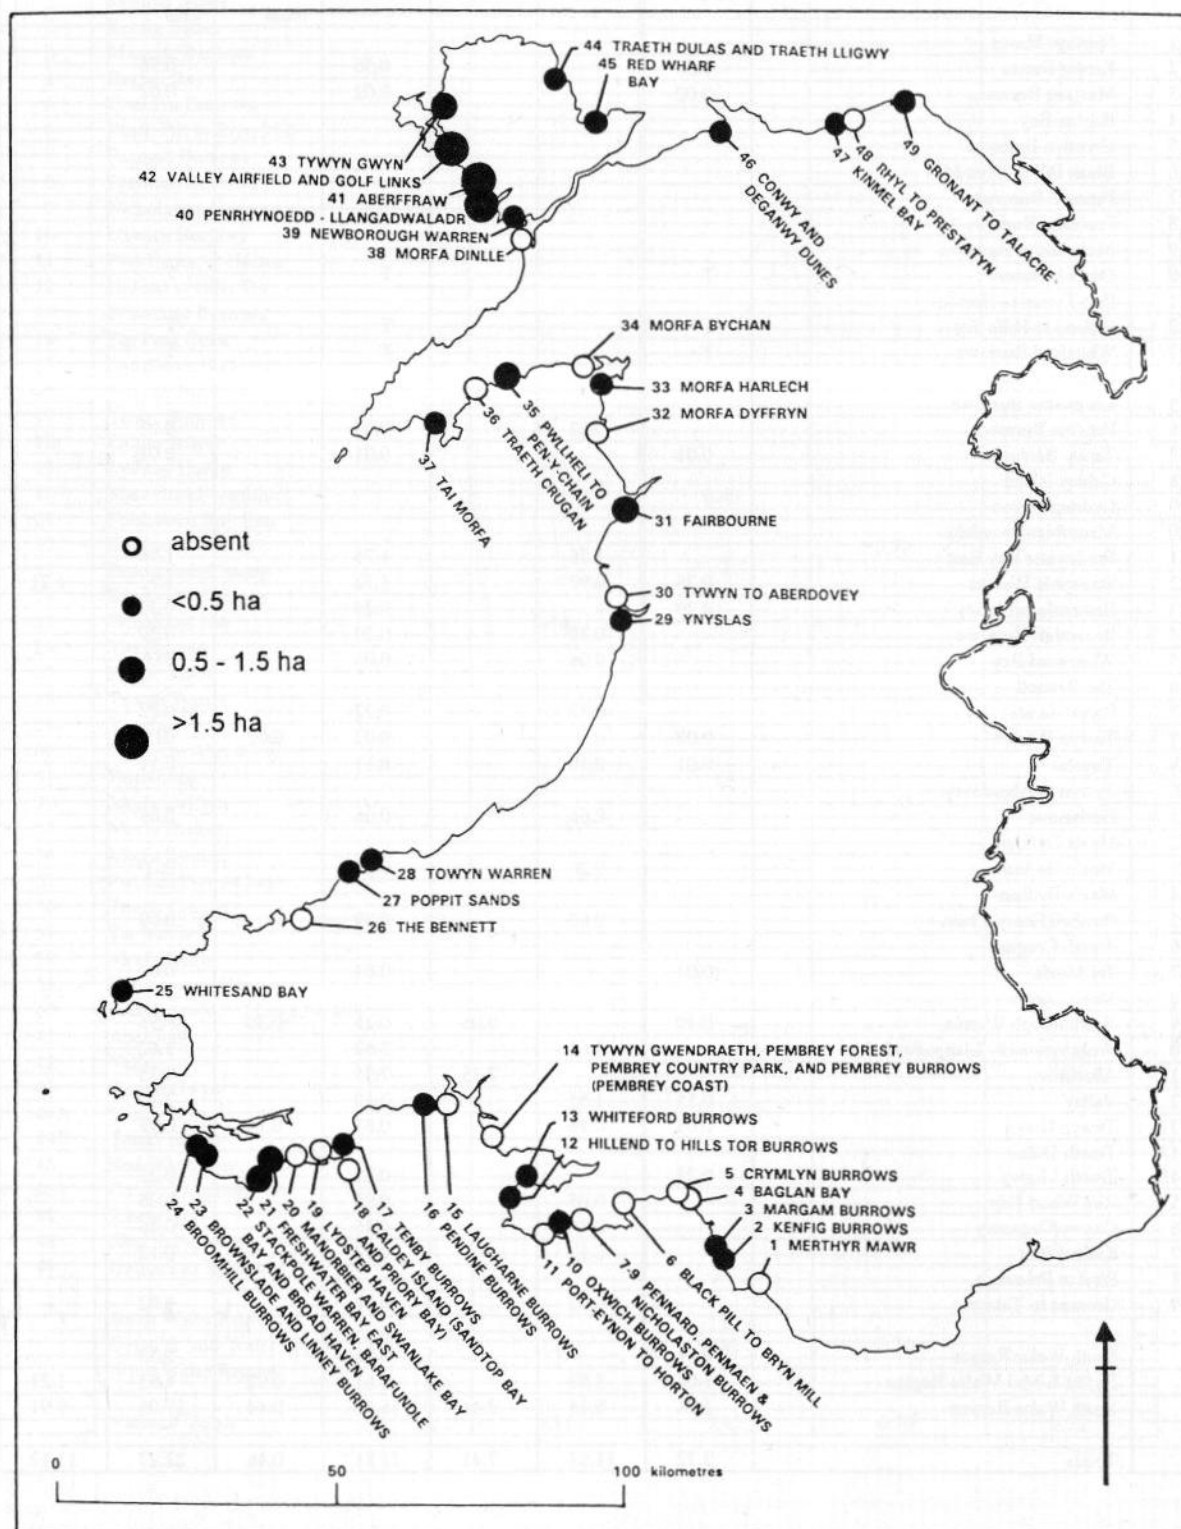 44 TRAETH DULAS AND TRAETH LLIGWY
45 RED WHARF
BAY
43 TYWYN GWYN
42 VALLEY AIRFIELD AND GOLF LINKS
41 ABERFFRAW
40 PENRHYNOEDD - LLANGADWALADR
39 NEWBOROUGH WARREN
38 MORFA DINLLE
46 CONWY AND
DEGANWY DUNES
47 KINMEL BAY
48 RHYL TO PRESTATYN
49 GRONANT TO TALACRE
34 MORFA BYCHAN
33 MORFA HARLECH
32 MORFA DYFFRYN
35 PWLLHELI TO
PEN-Y-CHAIN
36 TRAETH CRUGAN
37 TAI MORFA
31 FAIRBOURNE
absent
<0.5 ha
0.5 - 1.5 ha
>1.5 ha
30 TYWYN TO ABERDOVEY
29 YNYSLAS
28 TOWYN WARREN
27 POPPIT SANDS
26 THE BENNETT
25 WHITESAND BAY
14 TYWYN GWENDRAETH, PEMBREY FOREST,
PEMBREY COUNTRY PARK, AND PEMBREY BURROWS
(PEMBREY COAST)
13 WHITEFORD BURROWS
12 HILLEND TO HILLS TOR BURROWS
5 CRYMLYN BURROWS
4 BAGLAN BAY
3 MARGAM BURROWS
2 KENFIG BURROWS
1 MERTHYR MAWR
6 BLACK PILL TO BRYN MILL
7-9 PENNARD, PENMAEN &
NICHOLASTON BURROWS
10 OXWICH BURROWS
11 PORT-EYNON TO HORTON
15 LAUGHARNE BURROWS
16 PENDINE BURROWS
17 TENBY BURROWS
18 CALDEY ISLAND (SANDTOP BAY
AND PRIORY BAY)
19 LYDSTEP HAVEN
20 MANORBIER AND SWANLAKE BAY
21 FRESHWATER BAY EAST
22 STACKPOLE WARREN, BARAFUNDLE
BAY AND BROAD HAVEN
23 BROWNSLADE AND LINNEY BURROWS
24 BROOMHILL BURROWS
0 50 100 kilometres